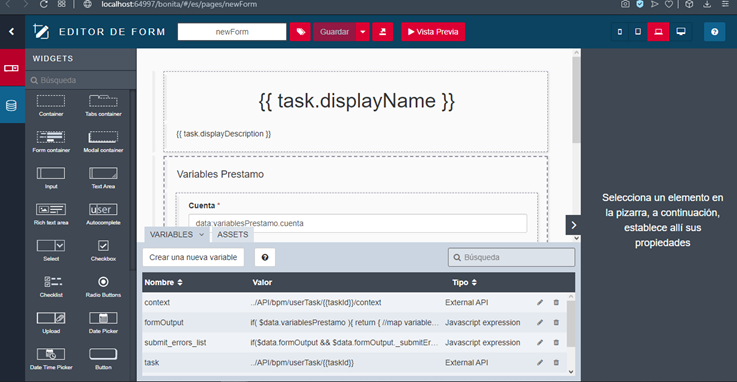 localhost:64997/bonita/#/es/pages/newForm
EDITOR DE FORM
newForm
Guardar
Vista Previa
?
WIDGETS
Búsqueda
Container
Tabs container
Form container
Modal container
Input
Text Area
Rich text area
user
Autocomplete
Select
Checkbox
Checklist
Radio Buttons
Upload
Date Picker
Date Time Picker
Button
{{ task.displayName }}
{{ task.displayDescription }}
Variables Prestamo
Cuenta *
data:variablesPrestamo.cuenta
VARIABLES
ASSETS
Crear una nueva variable
?
Búsqueda
Nombre Valor Tipo
context ../API/bpm/userTask/{{taskId}}/context External API
formOutput if( $data.variablesPrestamo ){ return { //map variable... Javascript expression
submit_errors_list if($data.formOutput && $data.formOutput._submitEr... Javascript expression
task ../API/bpm/userTask/{{taskId}} External API
Selecciona un elemento en
la pizarra, a continuación,
establece allí sus
propiedades